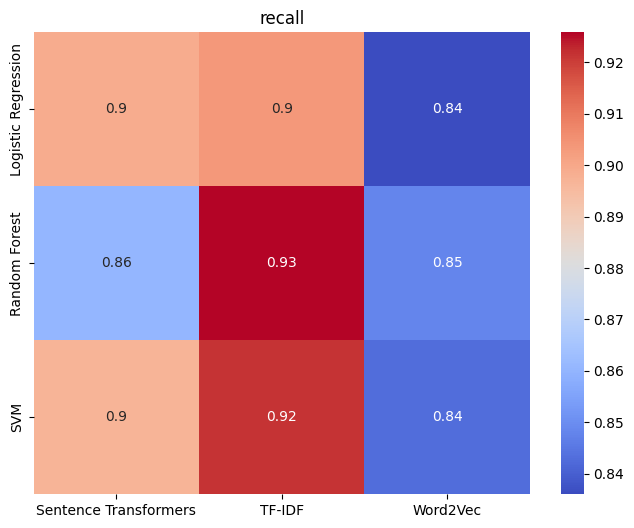 recall
Logistic Regression
0.9 0.9 0.84
Random Forest
0.86 0.93 0.85
SVM
0.9 0.92 0.84
Sentence Transformers TF-IDF Word2Vec
0.92
0.91
0.90
0.89
0.88
0.87
0.86
0.85
0.84